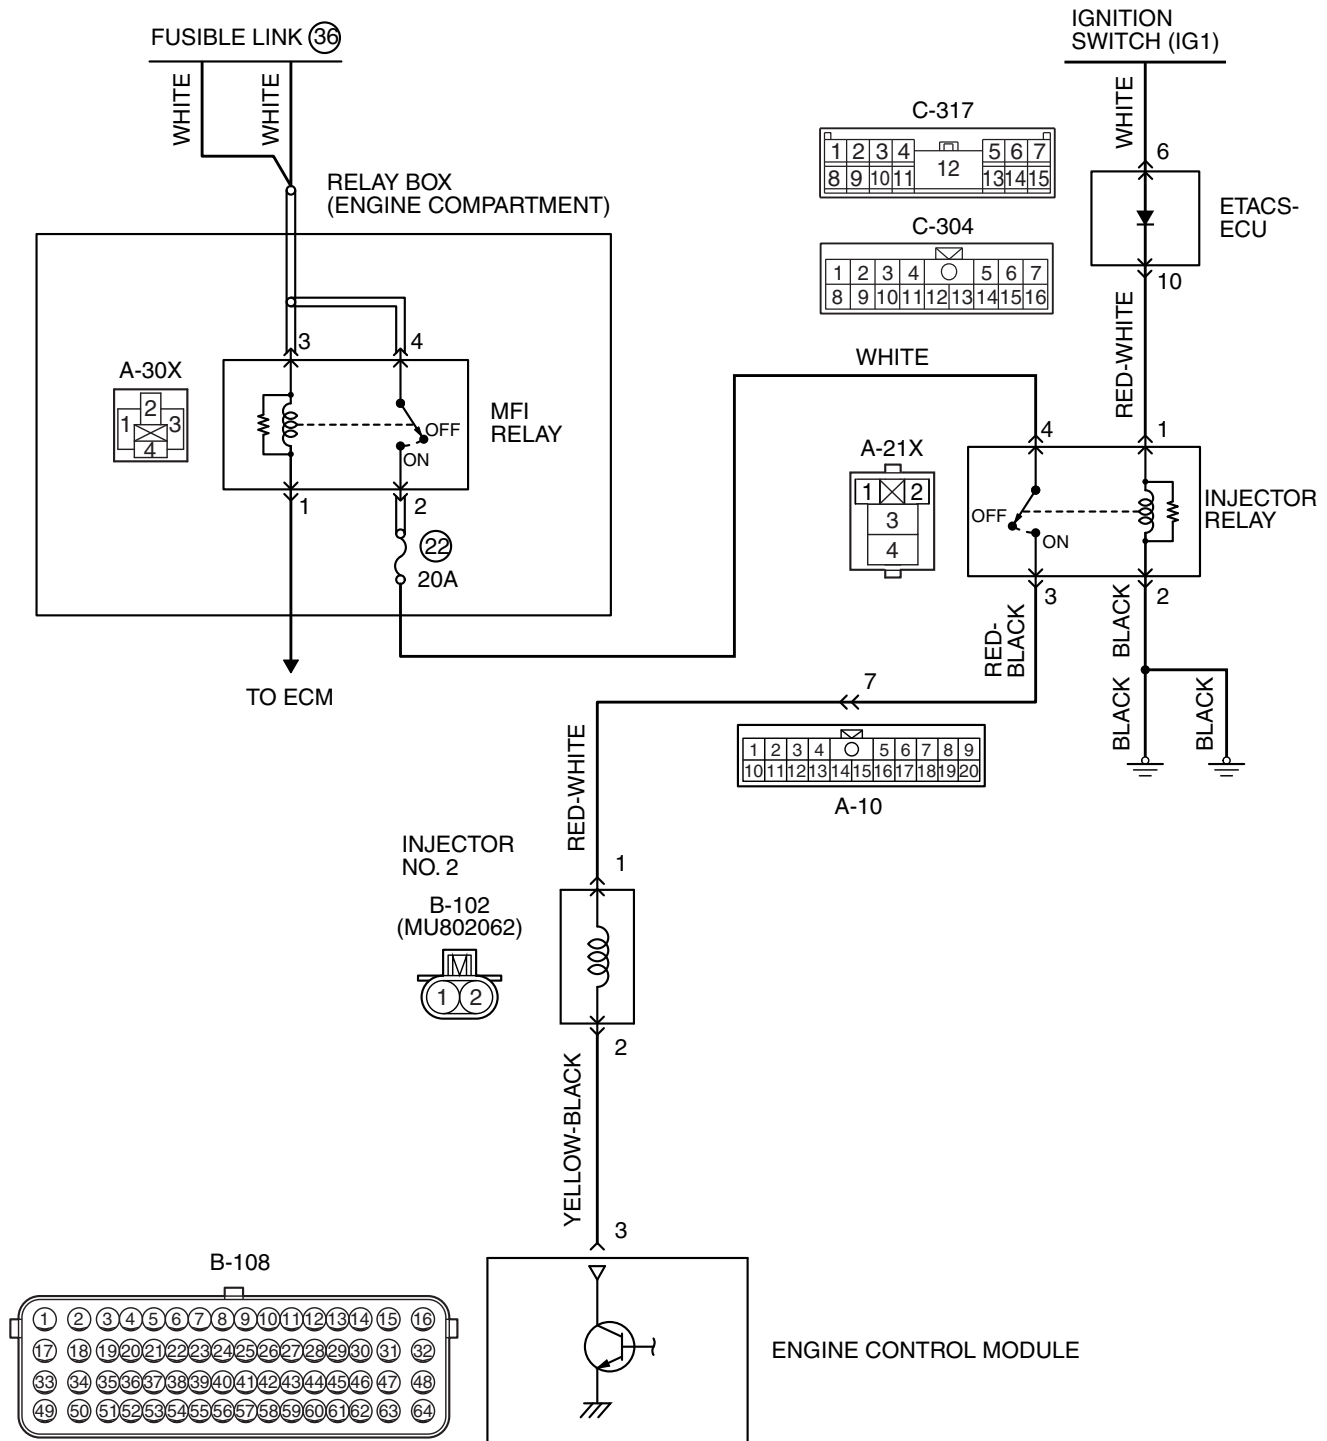 FUSIBLE LINK 36
WHITE
WHITE
RELAY BOX
(ENGINE COMPARTMENT)
3
4
A-30X
2
1
3
4
MFI
RELAY
OFF
ON
1
2
22
20A
TO ECM
IGNITION
SWITCH (IG1)
WHITE
6
ETACS-
ECU
10
RED-WHITE
C-317
1 2 3 4 5 6 7
12
8 9 10 11 13 14 15
C-304
1 2 3 4 5 6 7
8 9 10 11 12 13 14 15 16
WHITE
4
1
A-21X
1 2
3
4
OFF
ON
INJECTOR
RELAY
3
2
RED-
BLACK
BLACK
BLACK
BLACK
7
1 2 3 4 5 6 7 8 9
10 11 12 13 14 15 16 17 18 19 20
A-10
RED-WHITE
INJECTOR
NO. 2
1
B-102
(MU802062)
1 2
2
YELLOW-BLACK
3
B-108
1 2 3 4 5 6 7 8 9 10 11 12 13 14 15 16
17 18 19 20 21 22 23 24 25 26 27 28 29 30 31 32
33 34 35 36 37 38 39 40 41 42 43 44 45 46 47 48
49 50 51 52 53 54 55 56 57 58 59 60 61 62 63 64
ENGINE CONTROL MODULE